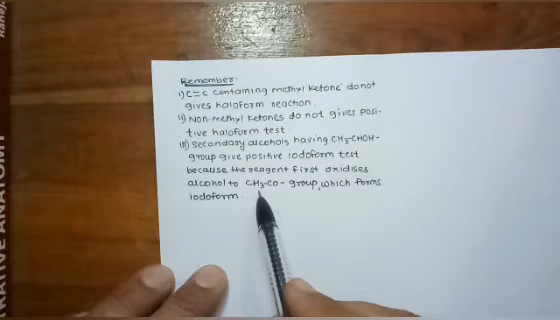 Remember:
i) C=C containing methyl ketone donot
gives haloform reaction.
ii) Non-methyl ketones do not gives posi-
tive haloform test.
iii) Secondary alcohols having CH3-CHOH-
group give positive iodoform test
because the reagent first oxidises
alcohol to CH3-CO- group, which forms
iodoform.
RATIVE ANATOMY